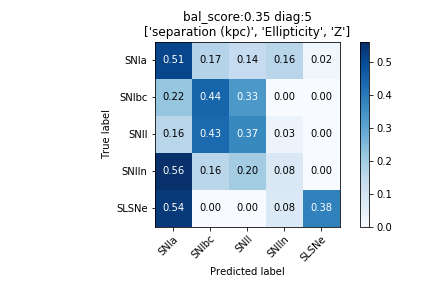 bal_score:0.35 diag:5
['separation (kpc)', 'Ellipticity', 'Z']
True label
SNIa 0.51 0.17 0.14 0.16 0.02
SNIbc 0.22 0.44 0.33 0.00 0.00
SNII 0.16 0.43 0.37 0.03 0.00
SNIIn 0.56 0.16 0.20 0.08 0.00
SLSNe 0.54 0.00 0.00 0.08 0.38
SNIa SNIbc SNII SNIIn SLSNe
Predicted label
0.5
0.4
0.3
0.2
0.1
0.0